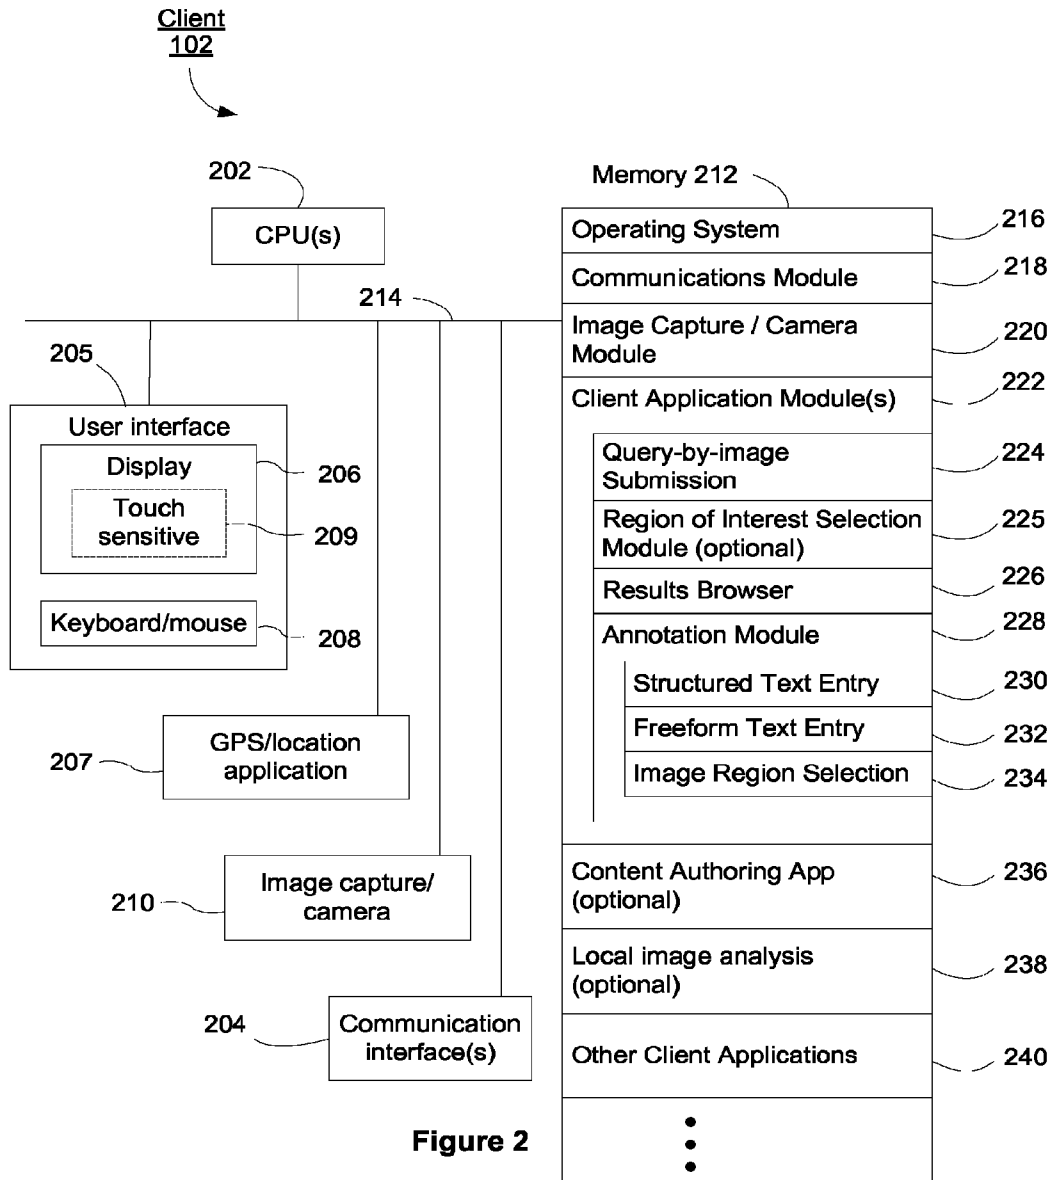 Client
102
202
CPU(s)
214
205
User interface
Display
206
Touch
sensitive
209
Keyboard/mouse
208
GPS/location
application
207
Image capture/
camera
210
Communication
interface(s)
204
Memory 212
Operating System
216
Communications Module
218
Image Capture / Camera
Module
220
Client Application Module(s)
222
Query-by-image
Submission
224
Region of Interest Selection
Module (optional)
225
Results Browser
226
Annotation Module
228
Structured Text Entry
230
Freeform Text Entry
232
Image Region Selection
234
Content Authoring App
(optional)
236
Local image analysis
(optional)
238
Other Client Applications
240
Figure 2